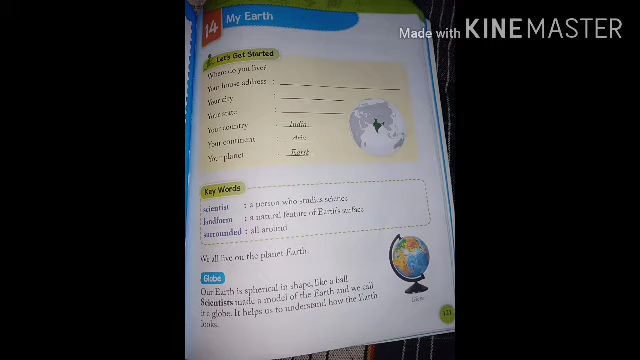 Made with KINEMASTER
14 My Earth
Let's Get Started
Where do you live?
Your house address :
Your city :
Your state :
Your country : India
Your continent : Asia
Your planet : Earth
Key Words
scientist : a person who studies science
landform : a natural feature of Earth's surface
surrounded : all around
We all live on the planet Earth.
Globe
Our Earth is spherical in shape, like a ball.
Scientists made a model of the Earth and we call
it a globe. It helps us to understand how the Earth
looks.
Globe